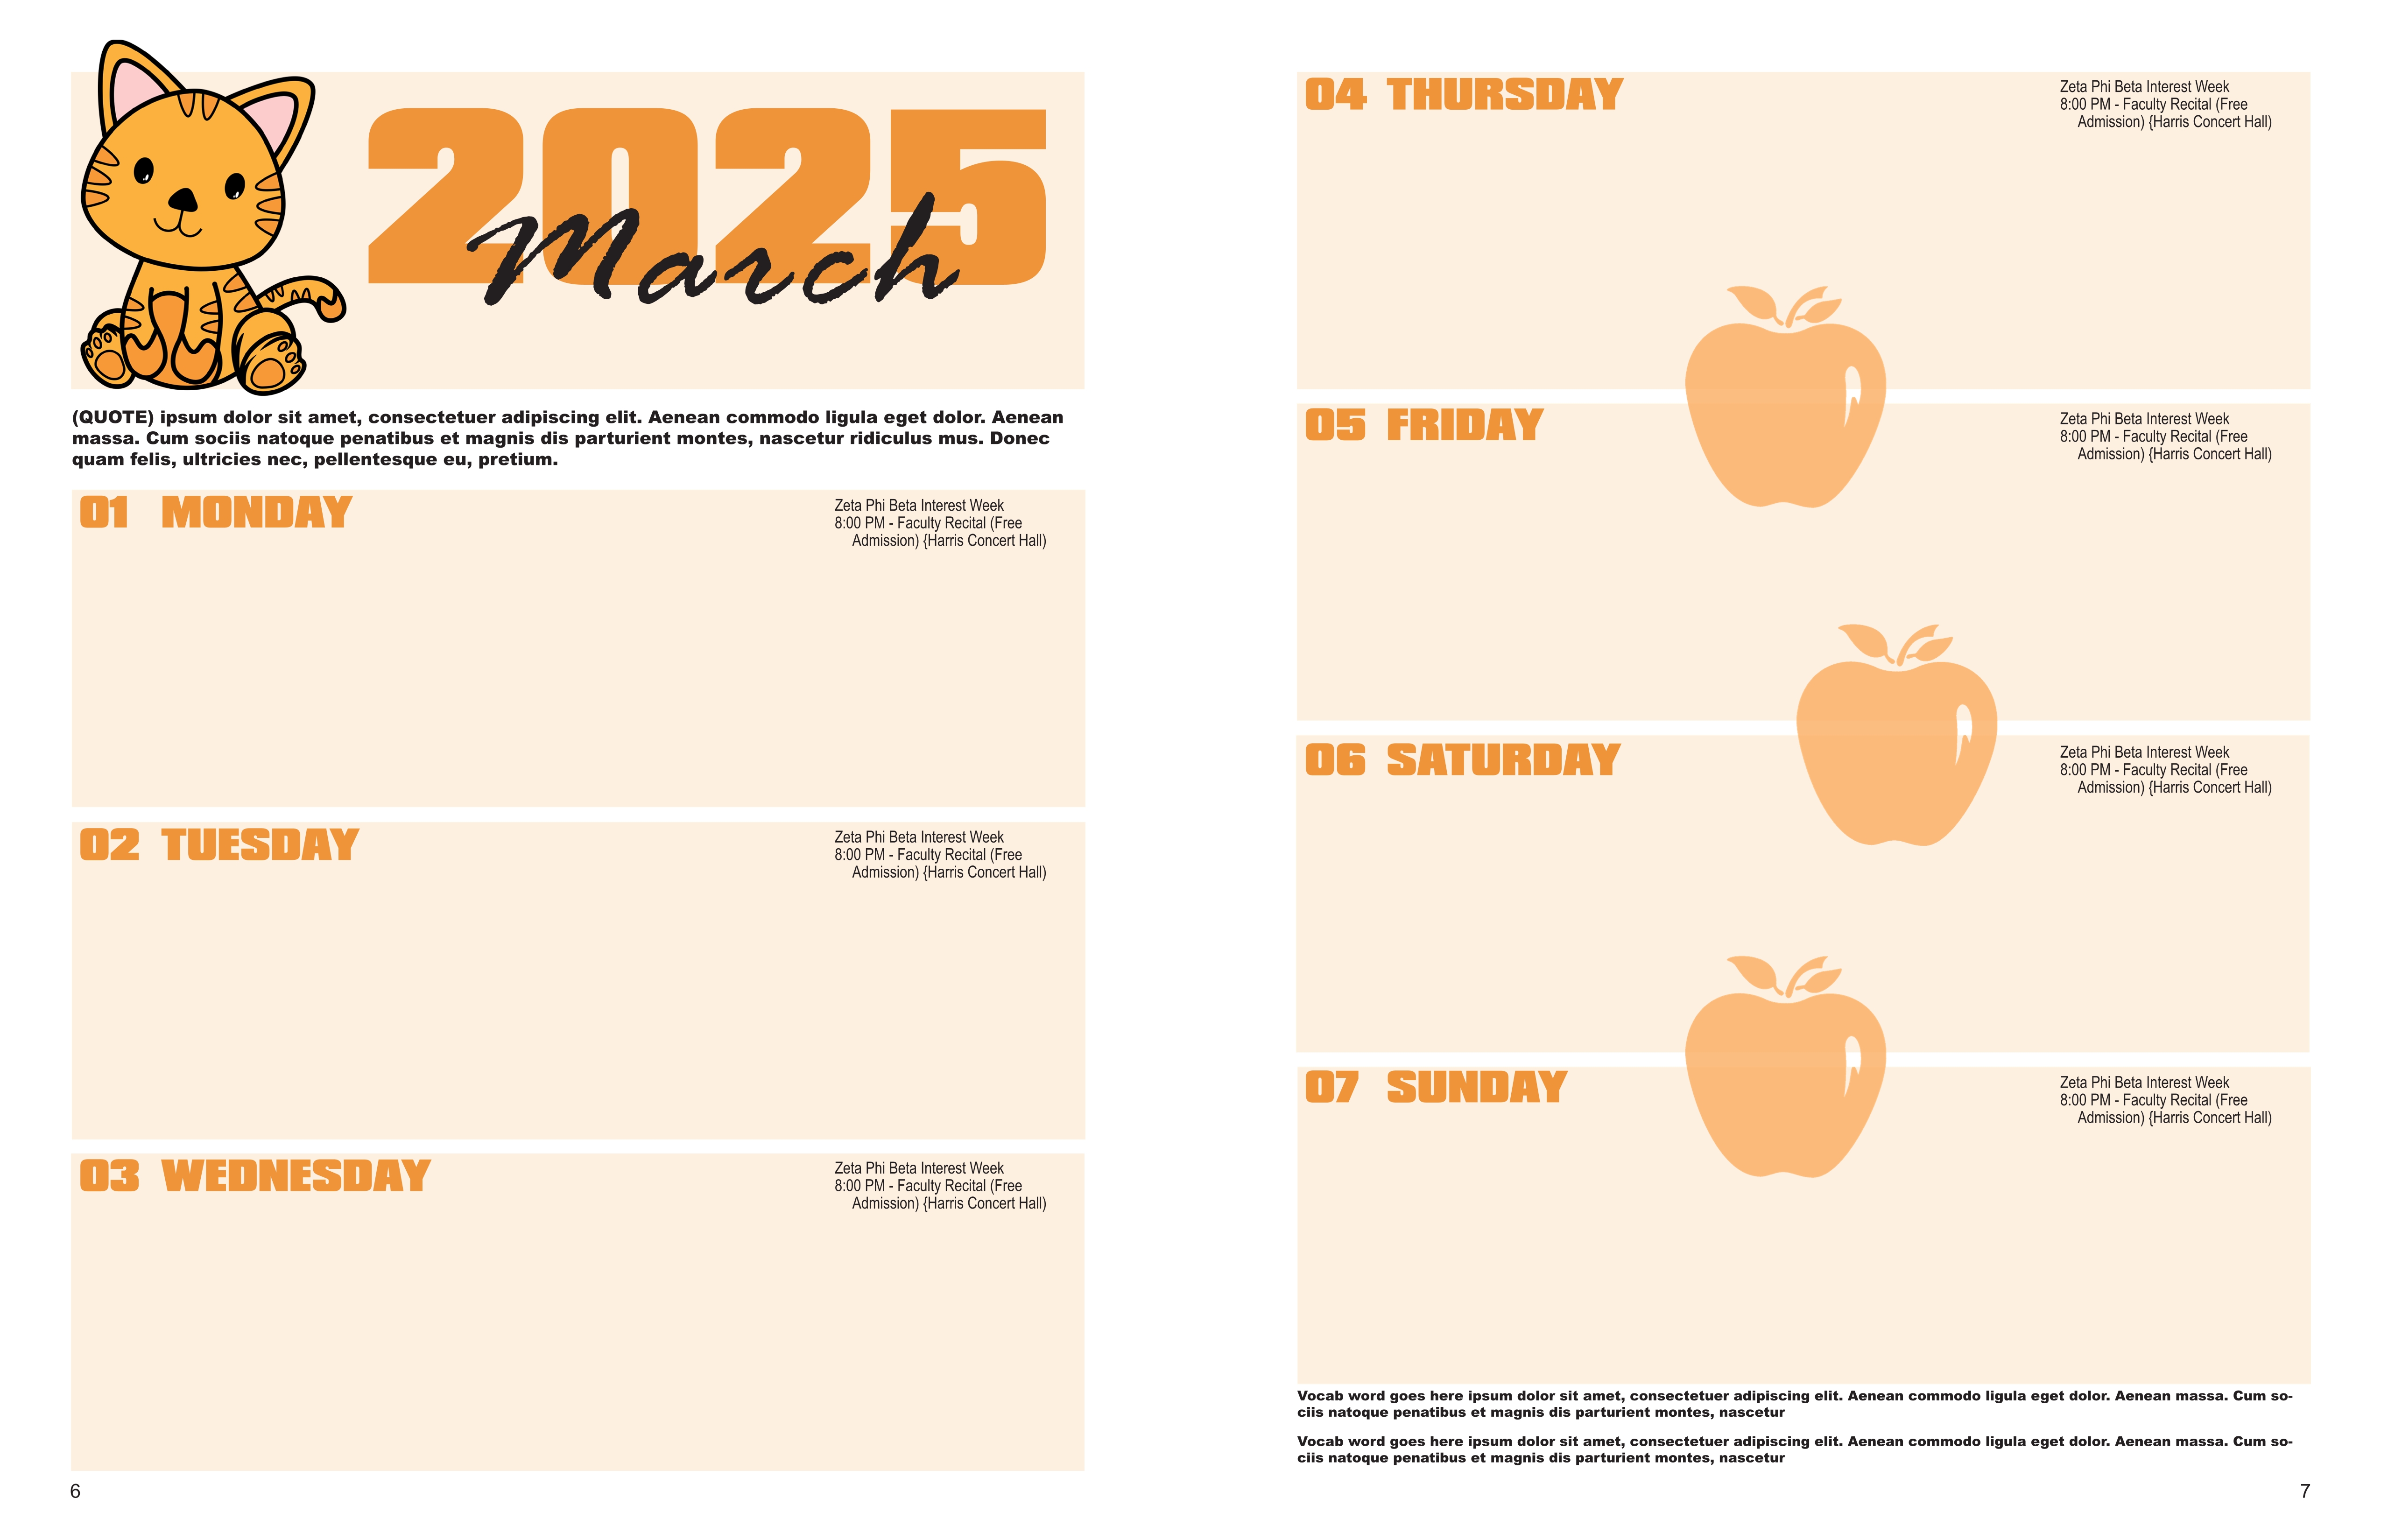 2025
March
(QUOTE) ipsum dolor sit amet, consectetuer adipiscing elit. Aenean commodo ligula eget dolor. Aenean
massa. Cum sociis natoque penatibus et magnis dis parturient montes, nascetur ridiculus mus. Donec
quam felis, ultricies nec, pellentesque eu, pretium.
01 MONDAY
Zeta Phi Beta Interest Week
8:00 PM - Faculty Recital (Free
Admission) {Harris Concert Hall)
02 TUESDAY
Zeta Phi Beta Interest Week
8:00 PM - Faculty Recital (Free
Admission) {Harris Concert Hall)
03 WEDNESDAY
Zeta Phi Beta Interest Week
8:00 PM - Faculty Recital (Free
Admission) {Harris Concert Hall)
6
04 THURSDAY
Zeta Phi Beta Interest Week
8:00 PM - Faculty Recital (Free
Admission) {Harris Concert Hall)
05 FRIDAY
Zeta Phi Beta Interest Week
8:00 PM - Faculty Recital (Free
Admission) {Harris Concert Hall)
06 SATURDAY
Zeta Phi Beta Interest Week
8:00 PM - Faculty Recital (Free
Admission) {Harris Concert Hall)
07 SUNDAY
Zeta Phi Beta Interest Week
8:00 PM - Faculty Recital (Free
Admission) {Harris Concert Hall)
Vocab word goes here ipsum dolor sit amet, consectetuer adipiscing elit. Aenean commodo ligula eget dolor. Aenean massa. Cum so-
ciis natoque penatibus et magnis dis parturient montes, nascetur
Vocab word goes here ipsum dolor sit amet, consectetuer adipiscing elit. Aenean commodo ligula eget dolor. Aenean massa. Cum so-
ciis natoque penatibus et magnis dis parturient montes, nascetur
7